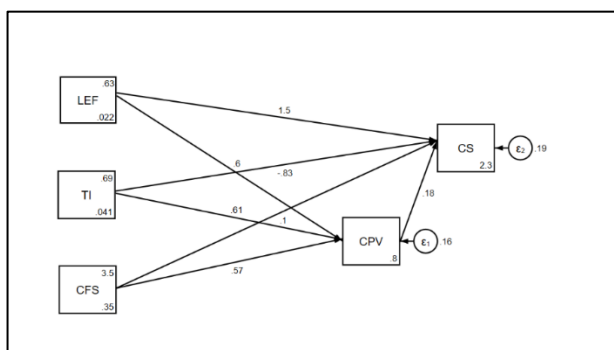 .63
LEF
.022
1.5
CS
2.3
ε2
.19
.69
TI
.041
.6
-.83
.18
.61
.1
CPV
.8
ε1
.16
3.5
CFS
.35
.57